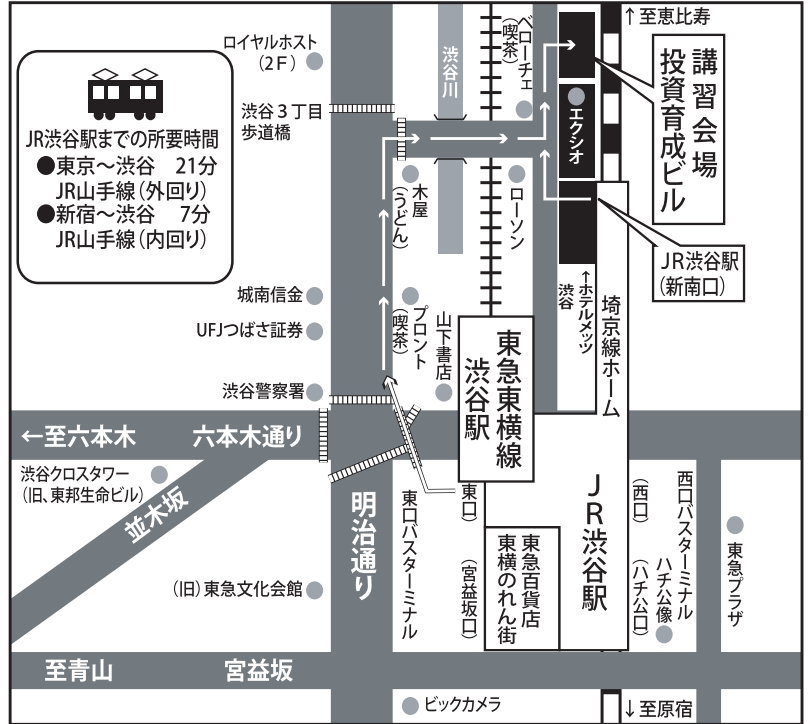 ↑至恵比寿
ロイヤルホスト
(2F)
渋谷川
ベローチェ
(喫茶)
講習会場
投資育成ビル
JR渋谷駅までの所要時間
●東京〜渋谷 21分
JR山手線(外回り)
●新宿〜渋谷 7分
JR山手線(内回り)
渋谷3丁目
歩道橋
エクシオ
木屋
(うどん)
ローソン
JR渋谷駅
(新南口)
城南信金
UFJつばさ証券
渋谷警察署
プロント
(喫茶)
山下書店
↑ホテルメッツ
渋谷
埼京線ホーム
東急東横線
渋谷駅
←至六本木
六本木通り
渋谷クロスタワー
(旧、東邦生命ビル)
並木坂
明治通り
東口バスターミナル
(東口)
(宮益坂口)
東急百貨店
東横のれん街
JR渋谷駅
(西口)
(ハチ公口)
西口バスターミナル
ハチ公像
東急プラザ
(旧)東急文化会館
至青山
宮益坂
ビックカメラ
↓至原宿